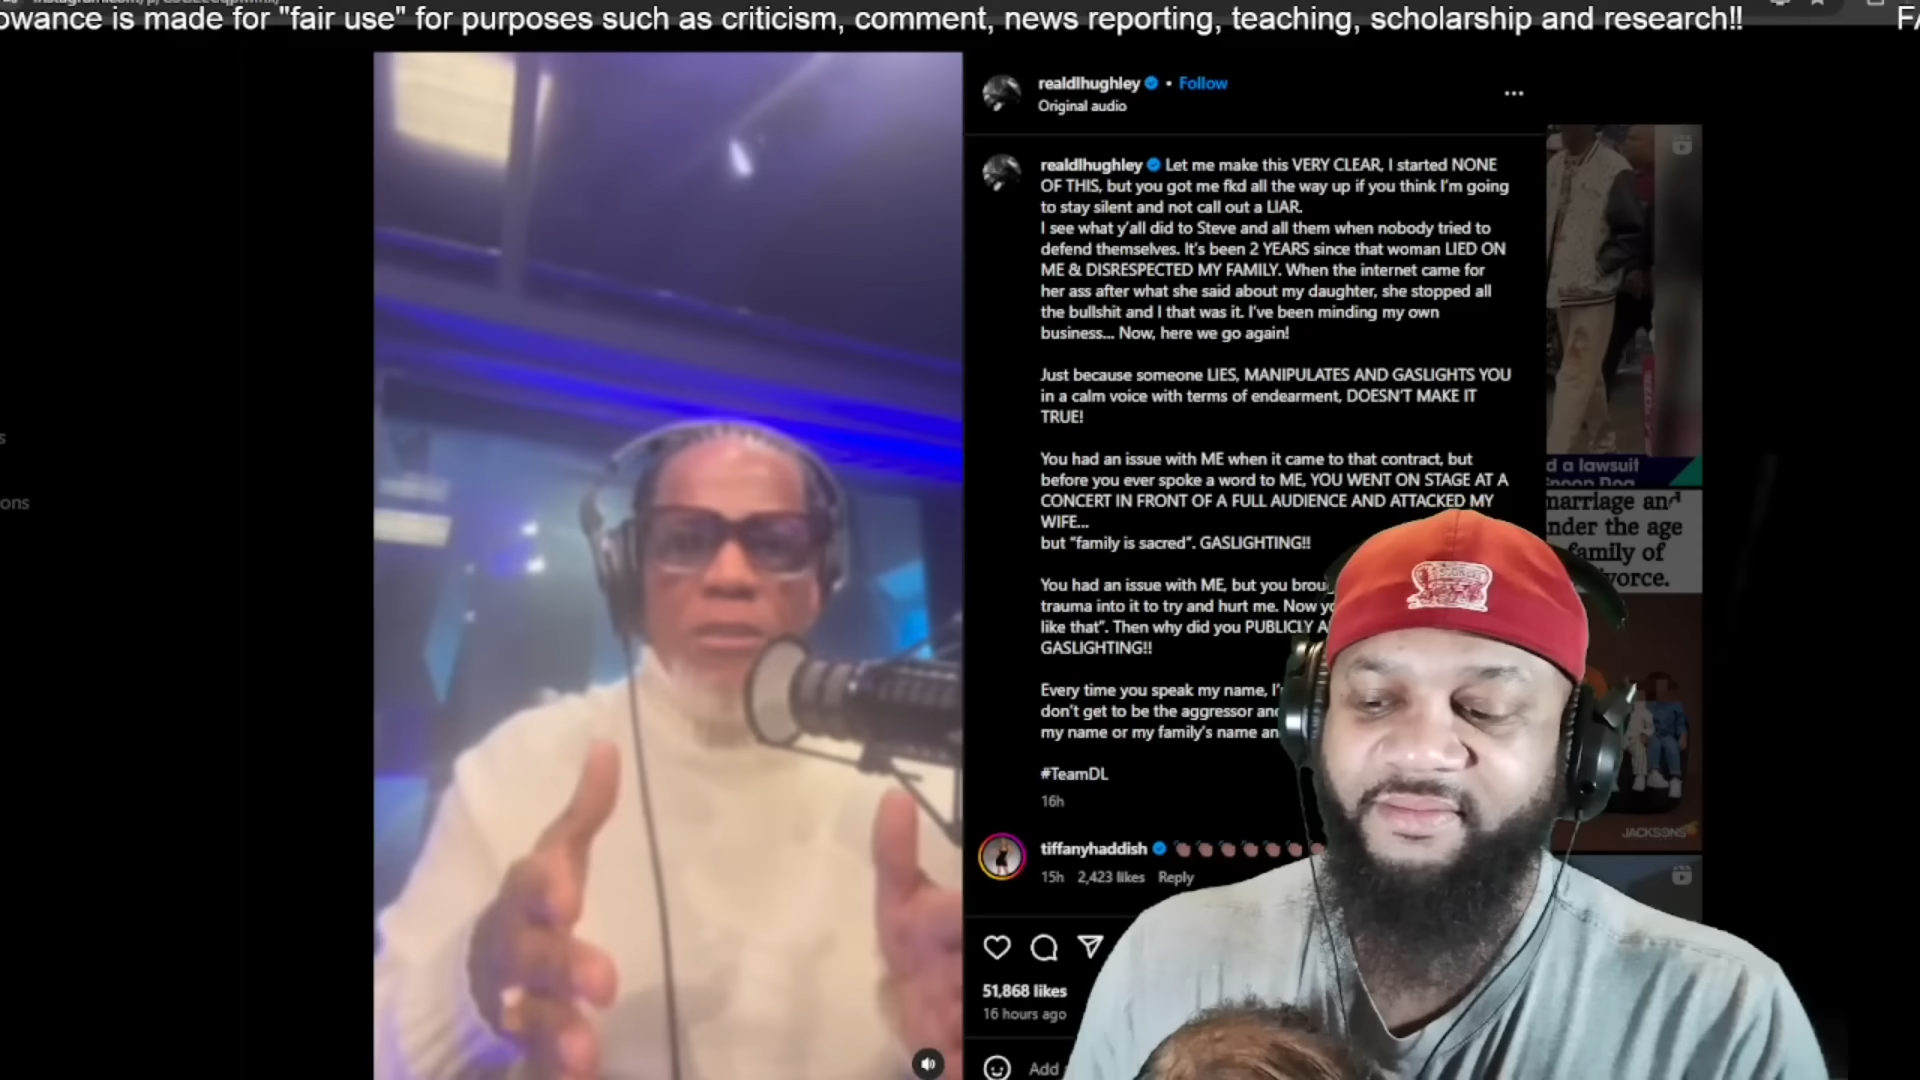 owance is made for "fair use" for purposes such as criticism, comment, news reporting, teaching, scholarship and research!!
FA
realdlhughley • Follow
Original audio
realdlhughley Let me make this VERY CLEAR, I started NONE
OF THIS, but you got me fkd all the way up if you think I'm going
to stay silent and not call out a LIAR.
I see what y'all did to Steve and all them when nobody tried to
defend themselves. It's been 2 YEARS since that woman LIED ON
ME & DISRESPECTED MY FAMILY. When the internet came for
her ass after what she said about my daughter, she stopped all
the bullshit and I that was it. I've been minding my own
business... Now, here we go again!
Just because someone LIES, MANIPULATES AND GASLIGHTS YOU
in a calm voice with terms of endearment, DOESN'T MAKE IT
TRUE!
You had an issue with ME when it came to that contract, but
before you ever spoke a word to ME, YOU WENT ON STAGE AT A
CONCERT IN FRONT OF A FULL AUDIENCE AND ATTACKED MY
WIFE...
but "family is sacred". GASLIGHTING!!
You had an issue with ME, but you brou
trauma into it to try and hurt me. Now yo
like that". Then why did you PUBLICLY A
GASLIGHTING!!
Every time you speak my name, I'
don't get to be the aggressor and
my name or my family's name an
#TeamDL
16h
tiffanyhaddish
15h 2,423 likes Reply
51,868 likes
16 hours ago
Add
s
ons
d a lawsuit
Snoop Dog
marriage and
nder the age
family of
vorce.
JACKSONS